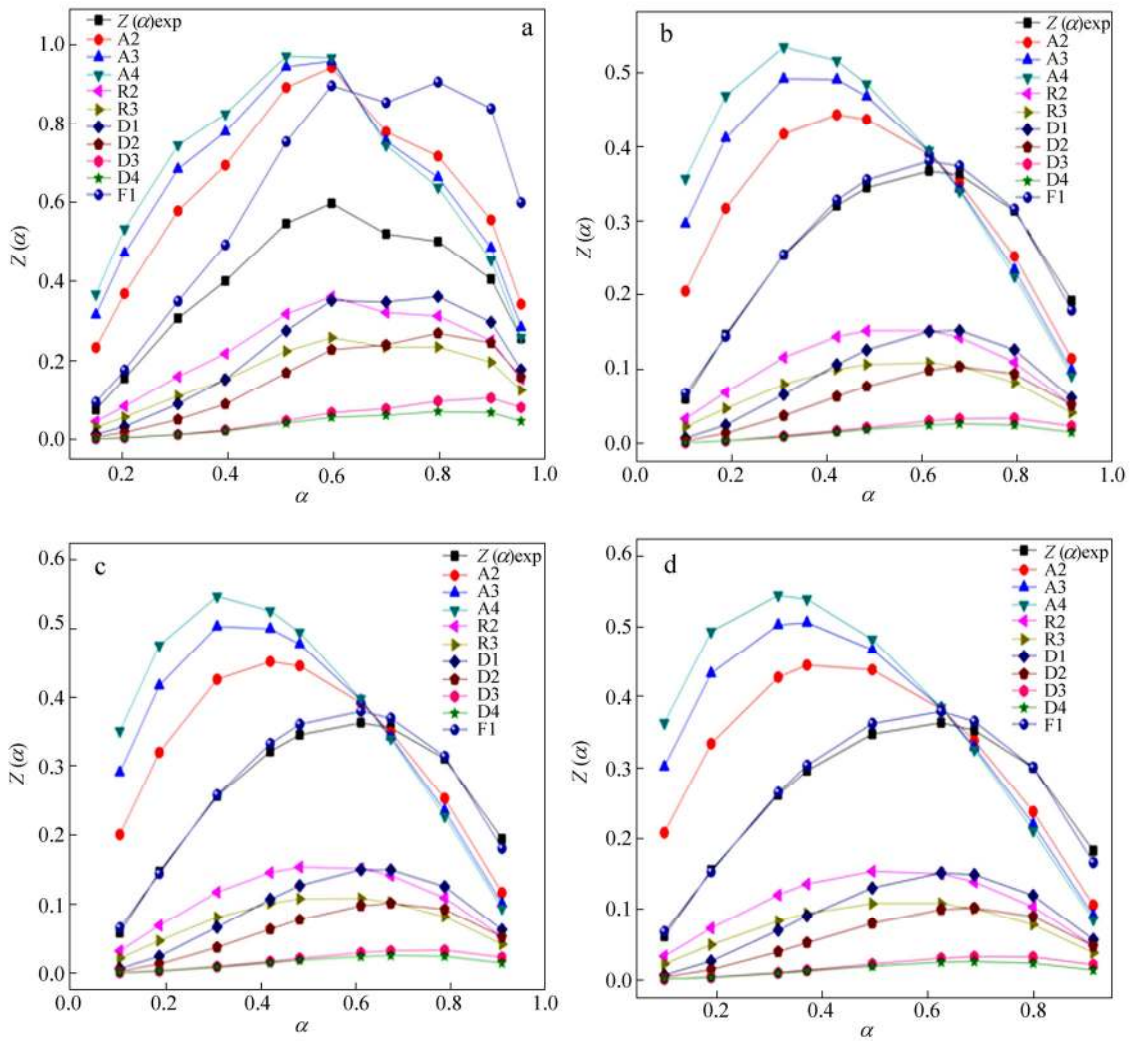 a
Z (α)exp
A2
A3
A4
R2
R3
D1
D2
D3
D4
F1
1.0
0.8
0.6
0.4
0.2
0.0
Z (α)
0.2 0.4 0.6 0.8 1.0
α
b
Z (α)exp
A2
A3
A4
R2
R3
D1
D2
D3
D4
F1
0.5
0.4
0.3
0.2
0.1
0.0
Z (α)
0.0 0.2 0.4 0.6 0.8 1.0
α
c
Z (α)exp
A2
A3
A4
R2
R3
D1
D2
D3
D4
F1
0.6
0.5
0.4
0.3
0.2
0.1
0.0
Z (α)
0.0 0.2 0.4 0.6 0.8 1.0
α
d
Z (α)exp
A2
A3
A4
R2
R3
D1
D2
D3
D4
F1
0.6
0.5
0.4
0.3
0.2
0.1
0.0
Z (α)
0.2 0.4 0.6 0.8
α